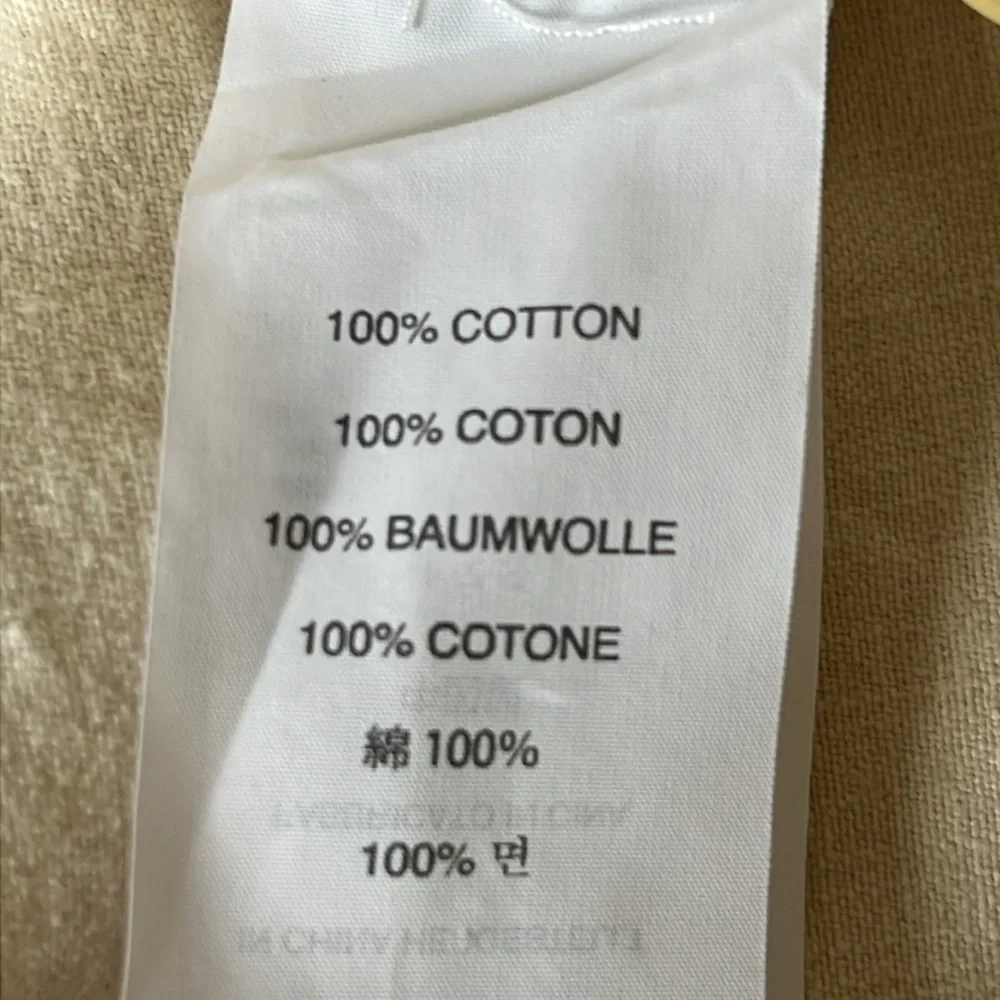 100% COTTON
100% COTON
100% BAUMWOLLE
100% COTONE
綿 100%
100% 면